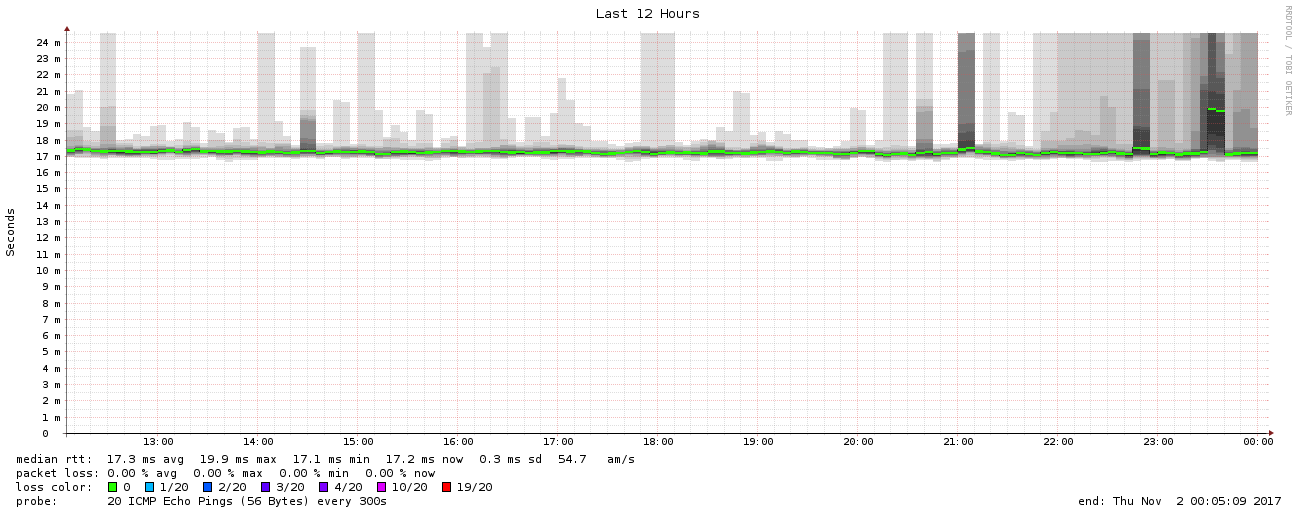 Last 12 Hours
RRDTOOL / TOBI OETIKER
Seconds
24 m
23 m
22 m
21 m
20 m
19 m
18 m
17 m
16 m
15 m
14 m
13 m
12 m
11 m
10 m
9 m
8 m
7 m
6 m
5 m
4 m
3 m
2 m
1 m
0
13:00 14:00 15:00 16:00 17:00 18:00 19:00 20:00 21:00 22:00 23:00 00:00
median rtt: 17.3 ms avg 19.9 ms max 17.1 ms min 17.2 ms now 0.3 ms sd 54.7 am/s
packet loss: 0.00 % avg 0.00 % max 0.00 % min 0.00 % now
loss color: 0 1/20 2/20 3/20 4/20 10/20 19/20
probe: 20 ICMP Echo Pings (56 Bytes) every 300s end: Thu Nov 2 00:05:09 2017